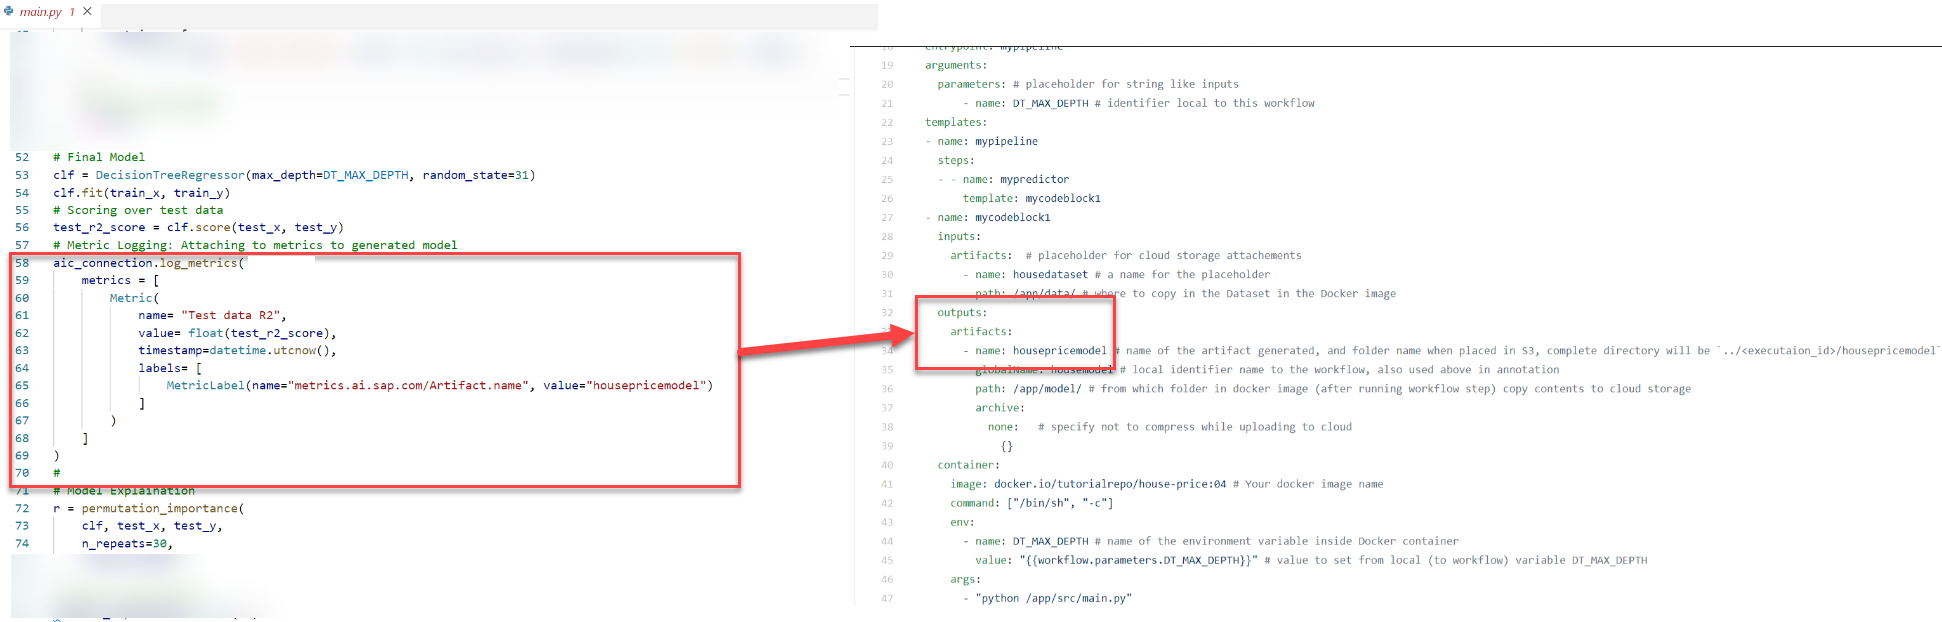 main.py 1
52 # Final Model
53 clf = DecisionTreeRegressor(max_depth=DT_MAX_DEPTH, random_state=31)
54 clf.fit(train_x, train_y)
55 # Scoring over test data
56 test_r2_score = clf.score(test_x, test_y)
57 # Metric Logging: Attaching to metrics to generated model
58 aic_connection.log_metrics(
59 metrics = [
60 Metric(
61 name= "Test data R2",
62 value= float(test_r2_score),
63 timestamp=datetime.utcnow(),
64 labels= [
65 MetricLabel(name="metrics.ai.sap.com/Artifact.name", value="housepricemodel")
66 ]
67 )
68 ]
69 )
70 #
71 # Model Explaination
72 r = permutation_importance(
73 clf, test_x, test_y,
74 n_repeats=30,
18 entrypoint: mypipeline
19 arguments:
20 parameters: # placeholder for string like inputs
21 - name: DT_MAX_DEPTH # identifier local to this workflow
22 templates:
23 - name: mypipeline
24 steps:
25 - - name: mypredictor
26 template: mycodeblock1
27 - name: mycodeblock1
28 inputs:
29 artifacts: # placeholder for cloud storage attachements
30 - name: housedataset # a name for the placeholder
31 path: /app/data/ # where to copy in the Dataset in the Docker image
32 outputs:
33 artifacts:
34 - name: housepricemodel # name of the artifact generated, and folder name when placed in S3, complete directory will be `../<executaion_id>/housepricemodel`
35 globalName: housemodel # local identifier name to the workflow, also used above in annotation
36 path: /app/model/ # from which folder in docker image (after running workflow step) copy contents to cloud storage
37 archive:
38 none: # specify not to compress while uploading to cloud
39 {}
40 container:
41 image: docker.io/tutorialrepo/house-price:04 # Your docker image name
42 command: ["/bin/sh", "-c"]
43 env:
44 - name: DT_MAX_DEPTH # name of the environment variable inside Docker container
45 value: "{{workflow.parameters.DT_MAX_DEPTH}}" # value to set from local (to workflow) variable DT_MAX_DEPTH
46 args:
47 - "python /app/src/main.py"